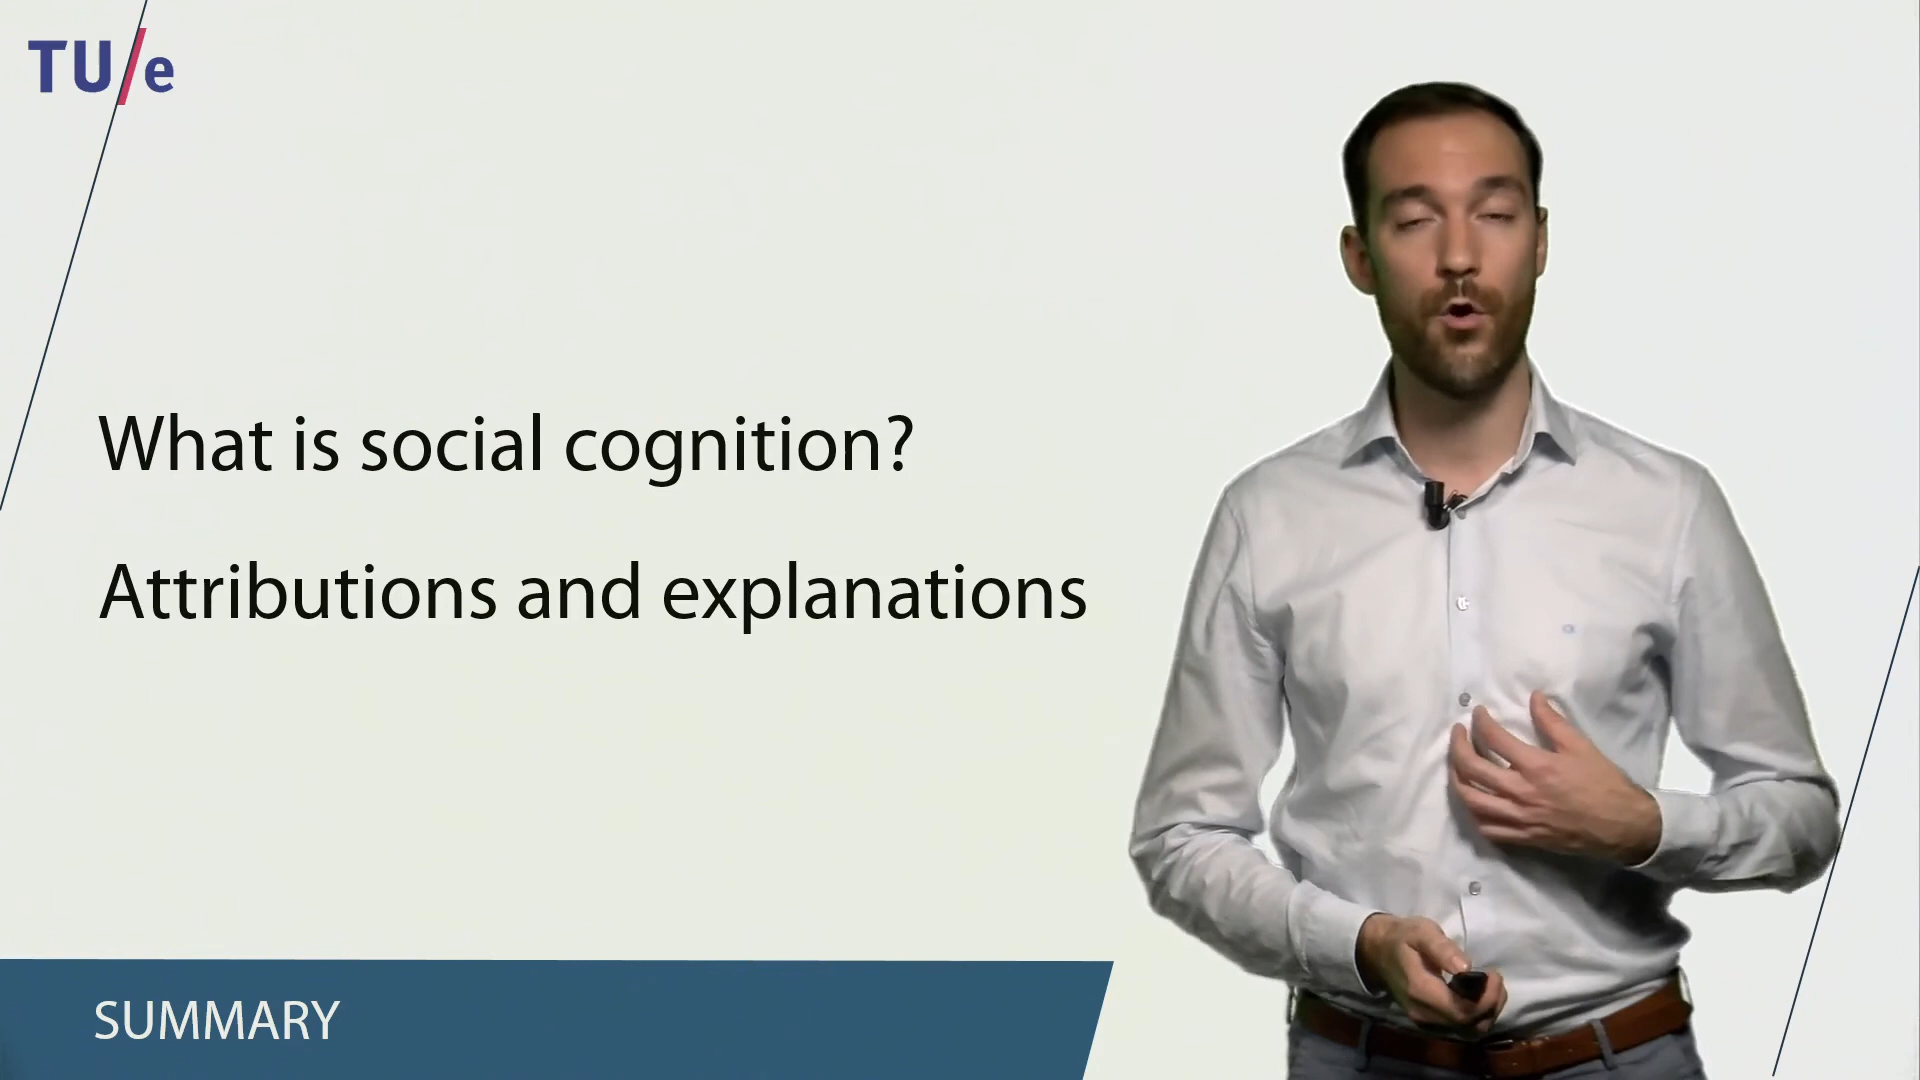 TU/e
What is social cognition?
Attributions and explanations
SUMMARY